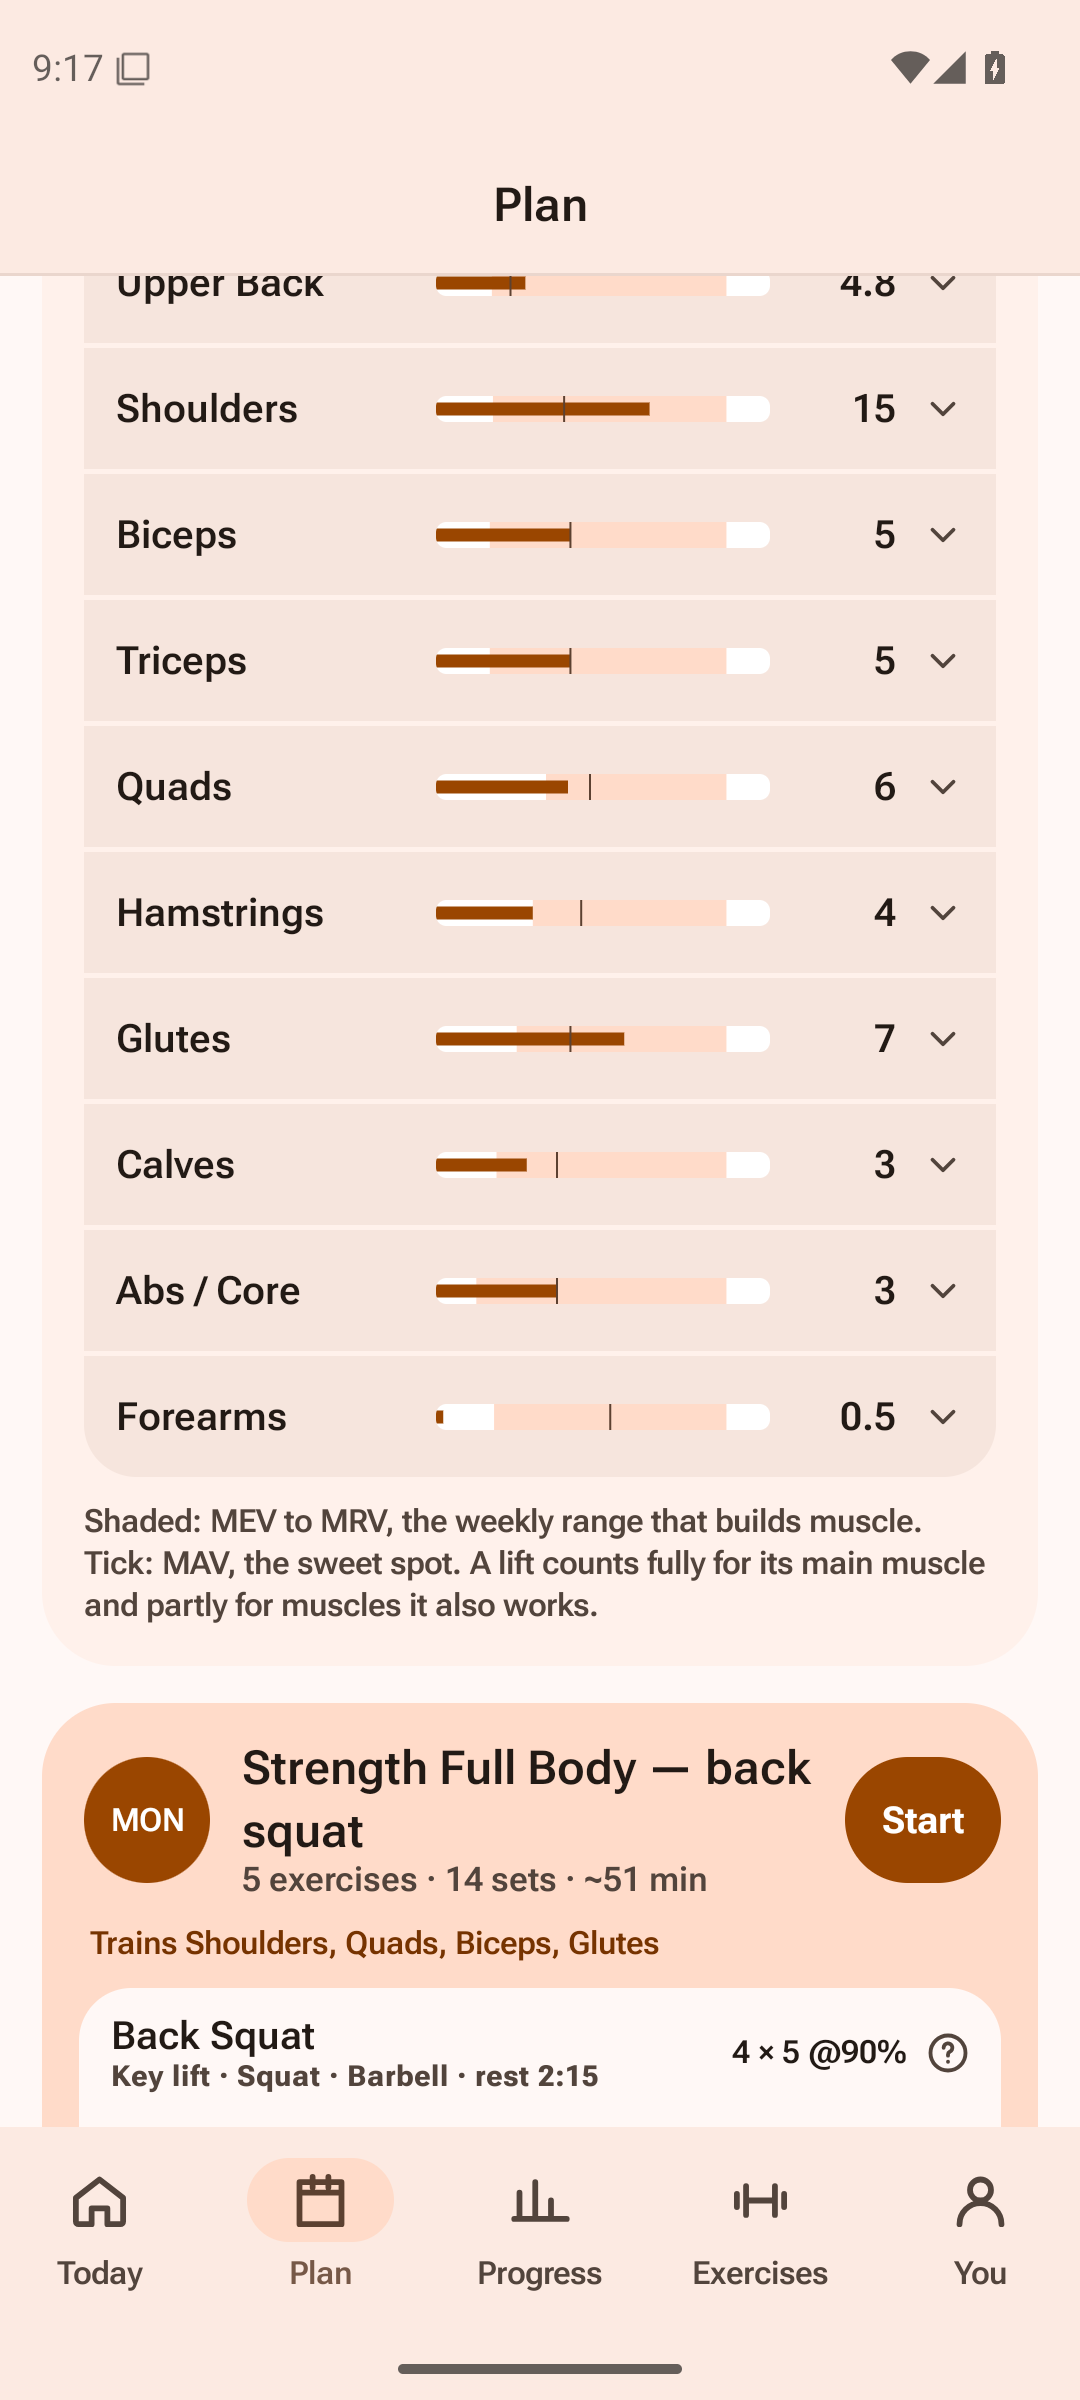 9:17
Plan
Upper Back 4.8
Shoulders 15
Biceps 5
Triceps 5
Quads 6
Hamstrings 4
Glutes 7
Calves 3
Abs / Core 3
Forearms 0.5
Shaded: MEV to MRV, the weekly range that builds muscle.
Tick: MAV, the sweet spot. A lift counts fully for its main muscle
and partly for muscles it also works.
MON
Strength Full Body — back
squat
5 exercises · 14 sets · ~51 min
Start
Trains Shoulders, Quads, Biceps, Glutes
Back Squat
Key lift · Squat · Barbell · rest 2:15
4 × 5 @90%
Today
Plan
Progress
Exercises
You